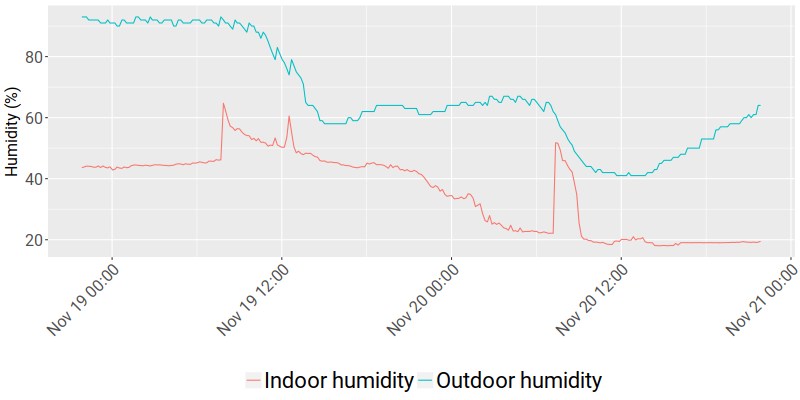 Humidity (%)
80
60
40
20
Nov 19 00:00
Nov 19 12:00
Nov 20 00:00
Nov 20 12:00
Nov 21 00:00
Indoor humidity Outdoor humidity